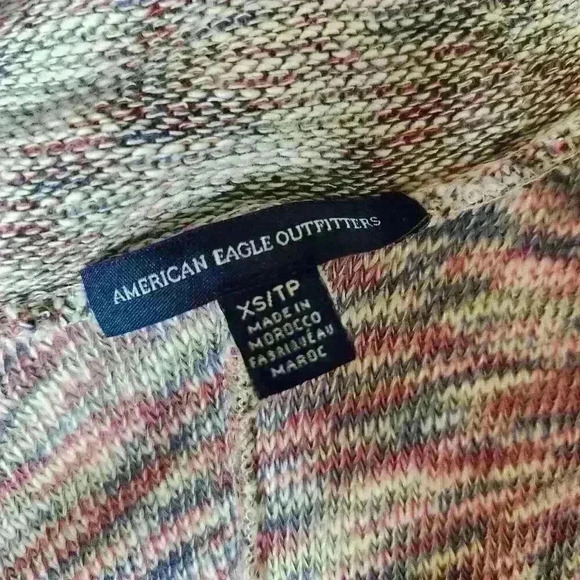 AMERICAN EAGLE OUTFITTERS
XS/TP
MADE IN
MOROCCO
FABRIQUÉ AU
MAROC